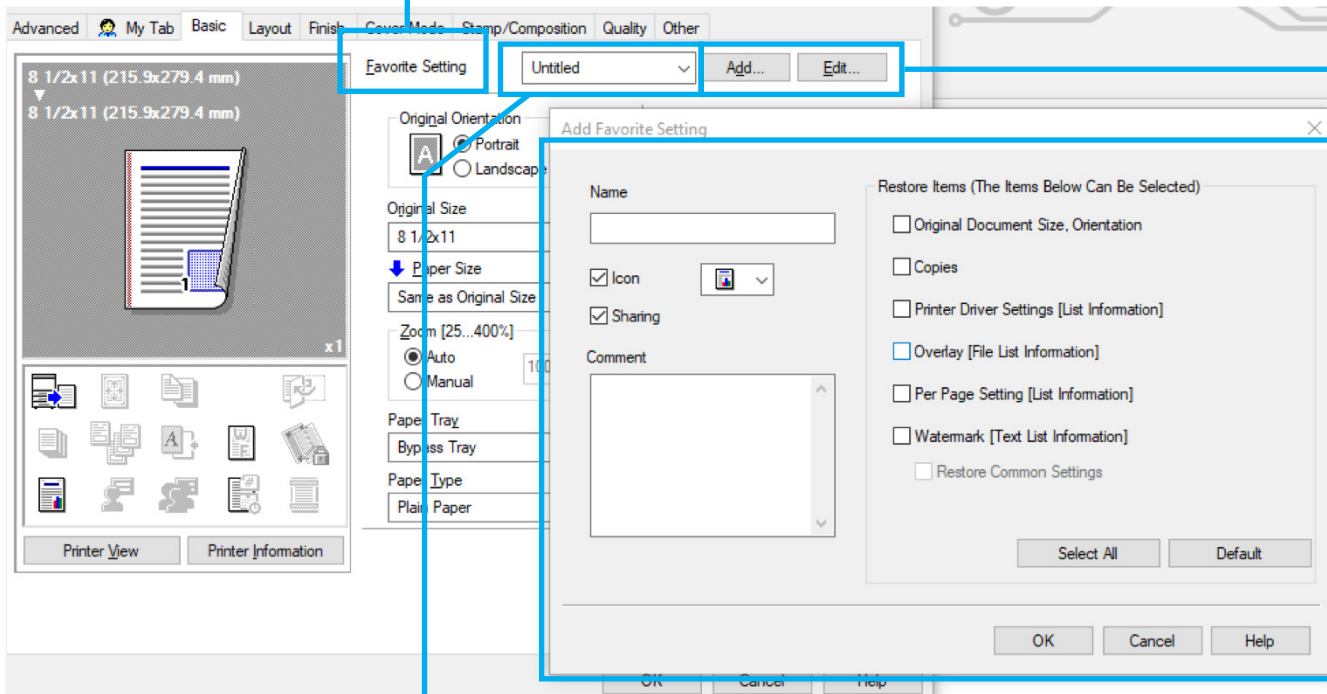 Advanced My Tab Basic Layout Finish Cover Mode Stamp/Composition Quality Other
8 1/2x11 (215.9x279.4 mm)
8 1/2x11 (215.9x279.4 mm)
1
x1
Printer View Printer Information
Favorite Setting Untitled Add... Edit...
Original Orientation
A
Portrait
Landscape
Original Size
8 1/2x11
Paper Size
Same as Original Size
Zoom [25...400%]
Auto
Manual
100
Paper Tray
Bypass Tray
Paper Type
Plain Paper
Add Favorite Setting
Name
Icon
Sharing
Comment
Restore Items (The Items Below Can Be Selected)
Original Document Size, Orientation
Copies
Printer Driver Settings [List Information]
Overlay [File List Information]
Per Page Setting [List Information]
Watermark [Text List Information]
Restore Common Settings
Select All Default
OK Cancel Help
OK Cancel Help